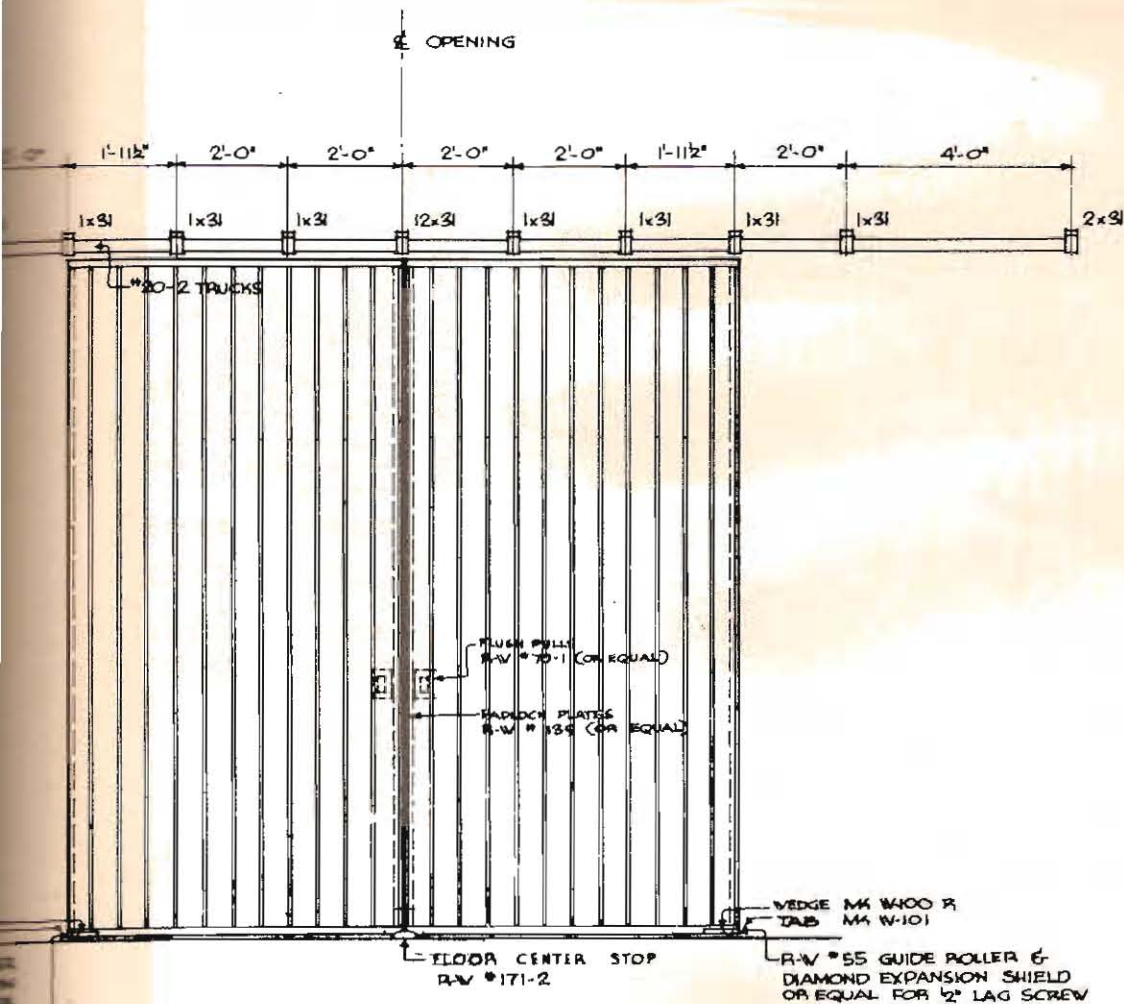 ℄ OPENING
1'-11½" 2'-0" 2'-0" 2'-0" 2'-0" 1'-11½" 2'-0" 4'-0"
1x31 1x31 1x31 12x31 1x31 1x31 1x31 1x31 2x31
#20-2 TRUCKS
FLUSH PULLS
R-W # 75-1 (OR EQUAL)
PADLOCK PLATES
R-W # (OR EQUAL)
WEDGE MK W-100 R
TAB MK W-101
FLOOR CENTER STOP
R-W #171-2
R-W #55 GUIDE ROLLER &
DIAMOND EXPANSION SHIELD
OR EQUAL FOR ½" LAG SCREW